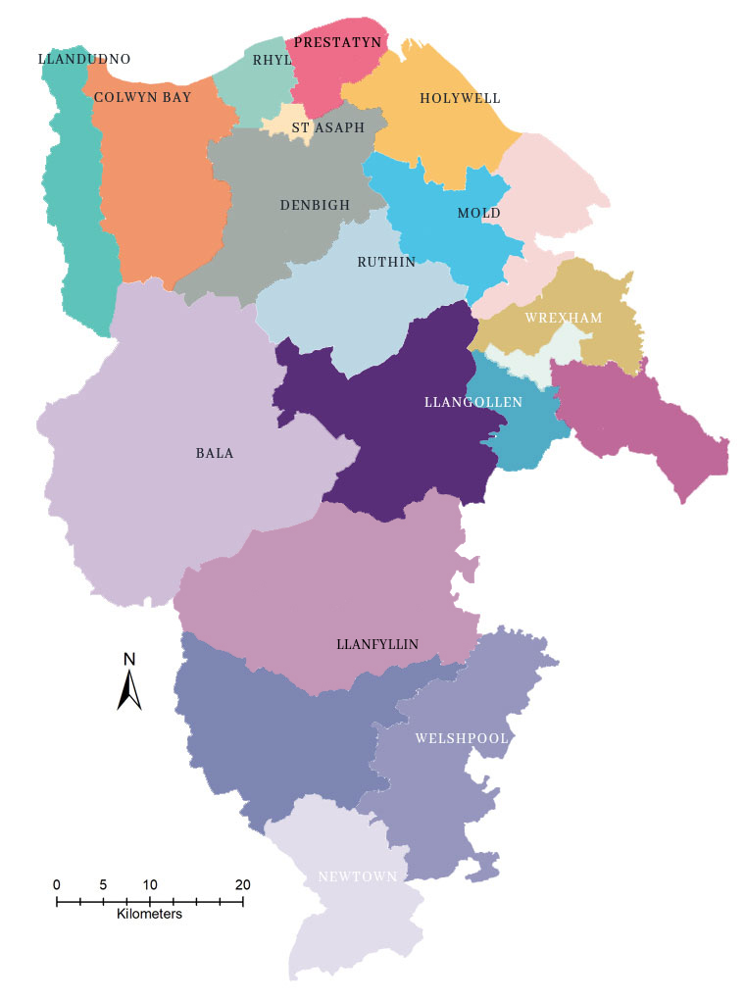 PRESTATYN
LLANDUDNO
RHYL
COLWYN BAY
HOLYWELL
ST ASAPH
DENBIGH
MOLD
RUTHIN
WREXHAM
LLANGOLLEN
BALA
LLANFYLLIN
N
WELSHPOOL
NEWTOWN
0 5 10 20
Kilometers